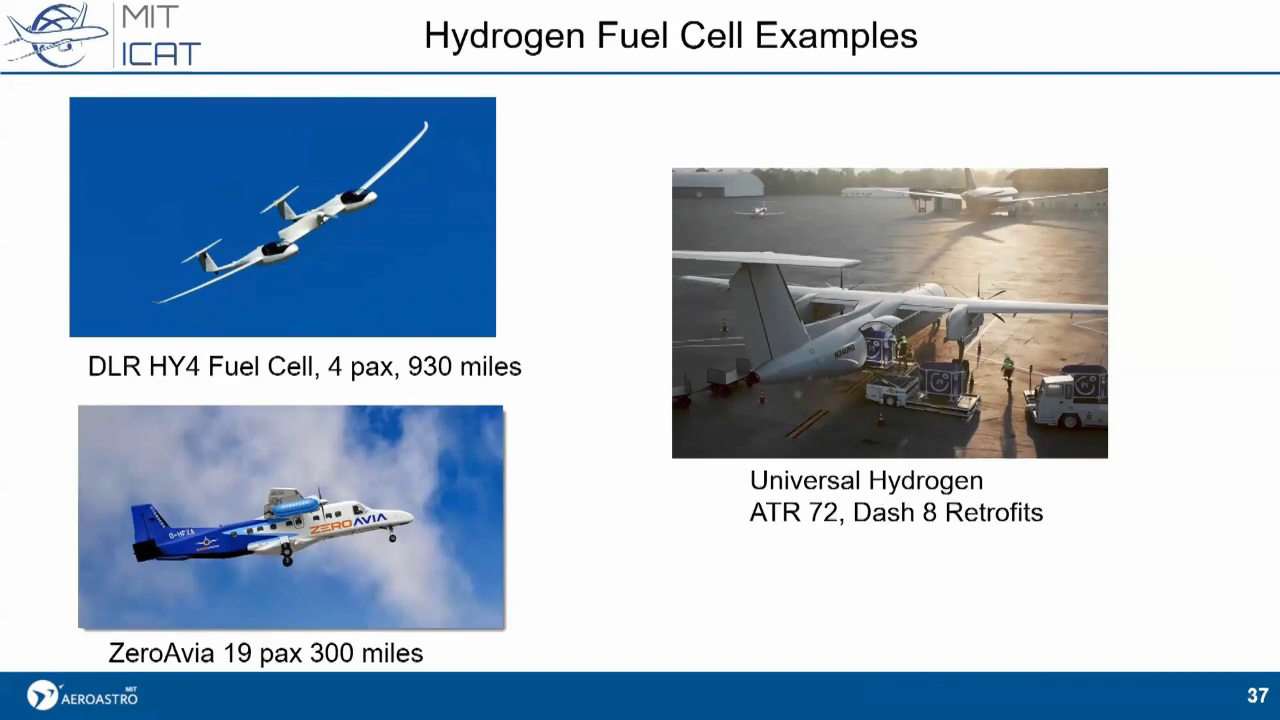 MIT
ICAT
Hydrogen Fuel Cell Examples
DLR HY4 Fuel Cell, 4 pax, 930 miles
ZEROAVIA
G-HFZA
ZeroAvia 19 pax 300 miles
Universal Hydrogen
ATR 72, Dash 8 Retrofits
MIT
AEROASTRO
37